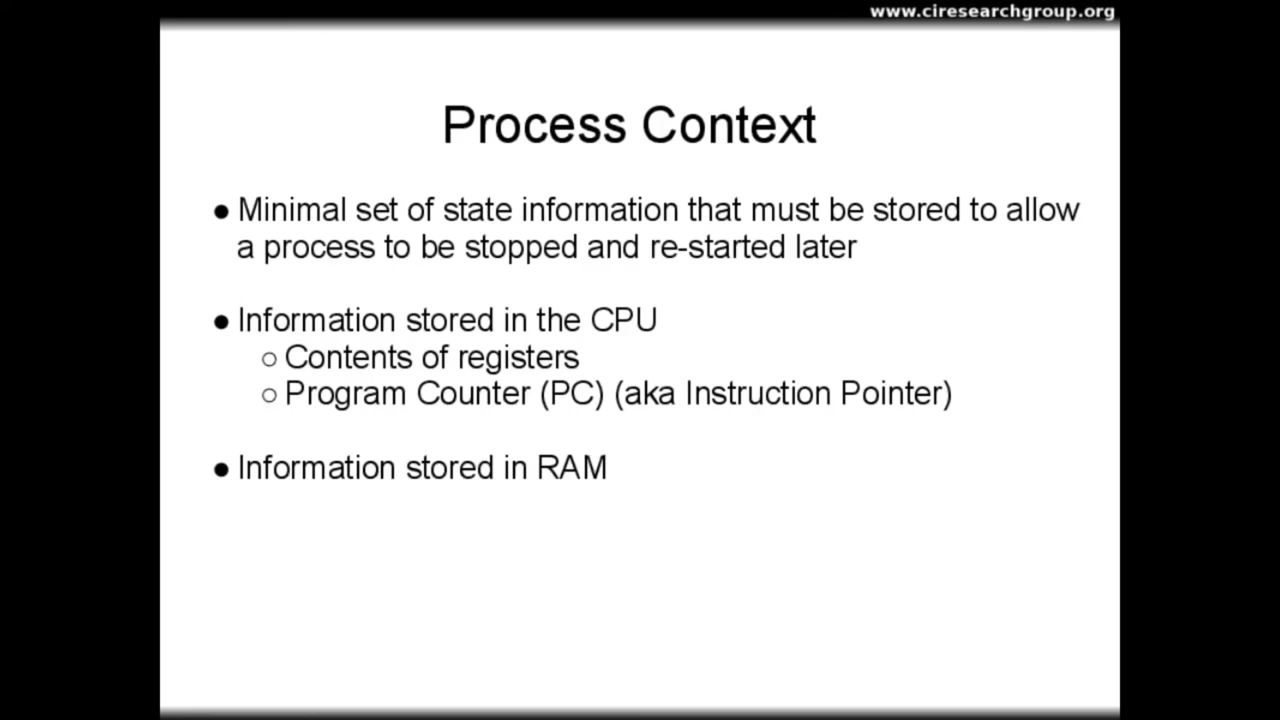 www.ciresearchgroup.org
Process Context
● Minimal set of state information that must be stored to allow
a process to be stopped and re-started later
● Information stored in the CPU
○ Contents of registers
○ Program Counter (PC) (aka Instruction Pointer)
● Information stored in RAM